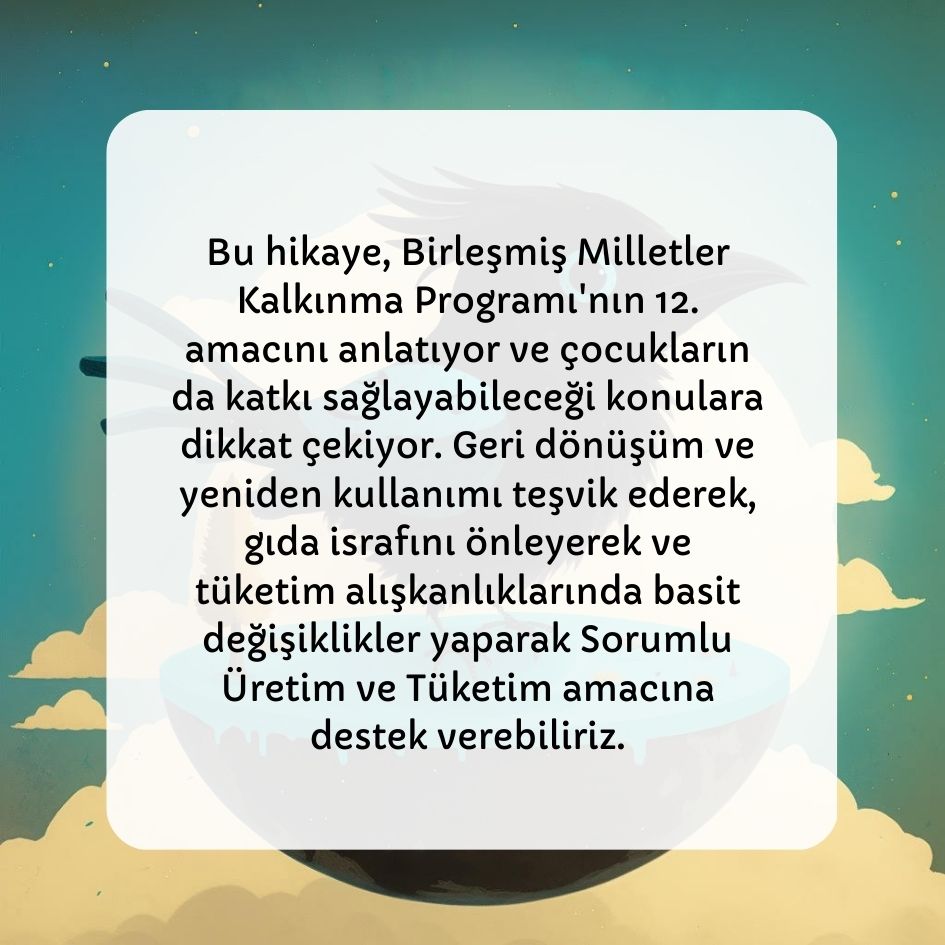 Bu hikaye, Birleşmiş Milletler
Kalkınma Programı'nın 12.
amacını anlatıyor ve çocukların
da katkı sağlayabileceği konulara
dikkat çekiyor. Geri dönüşüm ve
yeniden kullanımı teşvik ederek,
gıda israfını önleyerek ve
tüketim alışkanlıklarında basit
değişiklikler yaparak Sorumlu
Üretim ve Tüketim amacına
destek verebiliriz.